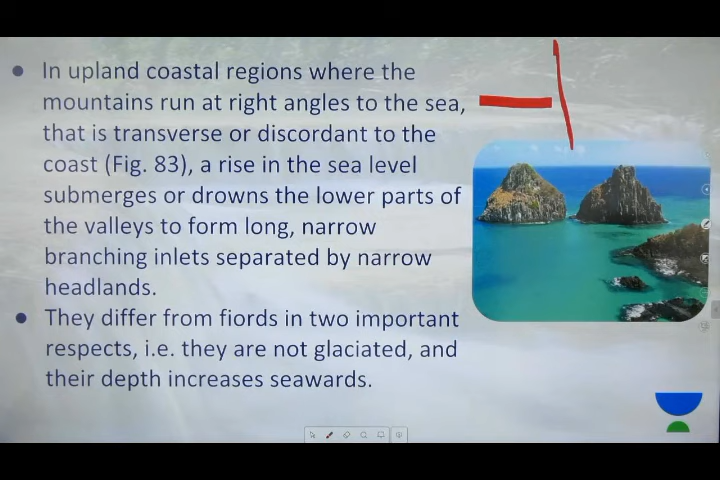 ● In upland coastal regions where the
mountains run at right angles to the sea,
that is transverse or discordant to the
coast (Fig. 83), a rise in the sea level
submerges or drowns the lower parts of
the valleys to form long, narrow
branching inlets separated by narrow
headlands.
● They differ from fiords in two important
respects, i.e. they are not glaciated, and
their depth increases seawards.